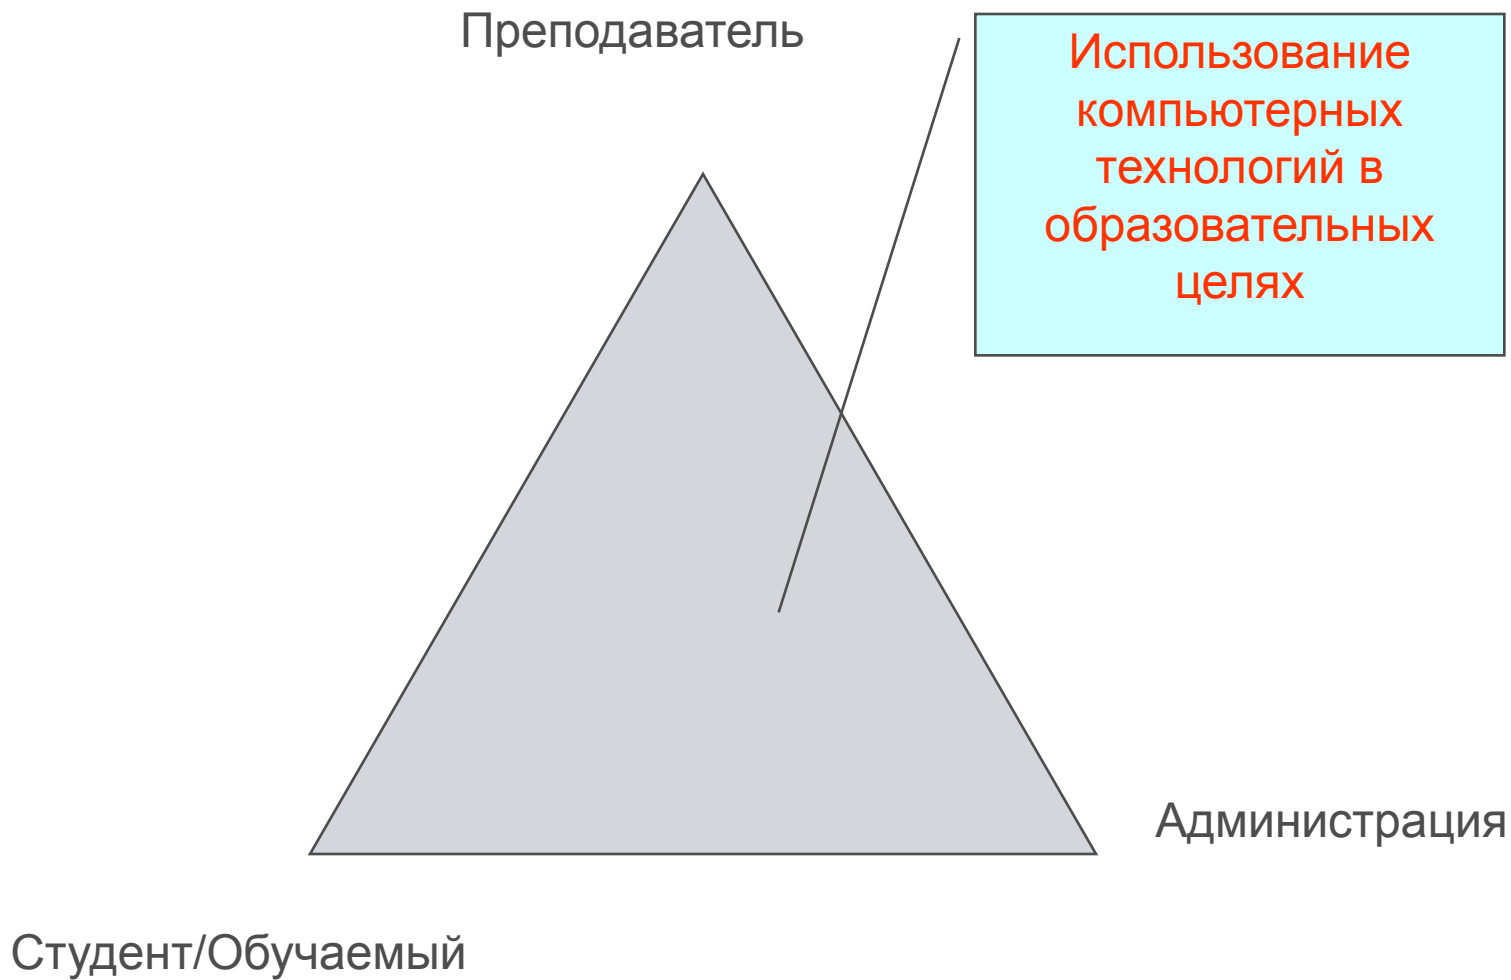 Преподаватель
Использование
компьютерных
технологий в
образовательных
целях
Администрация
Студент/Обучаемый